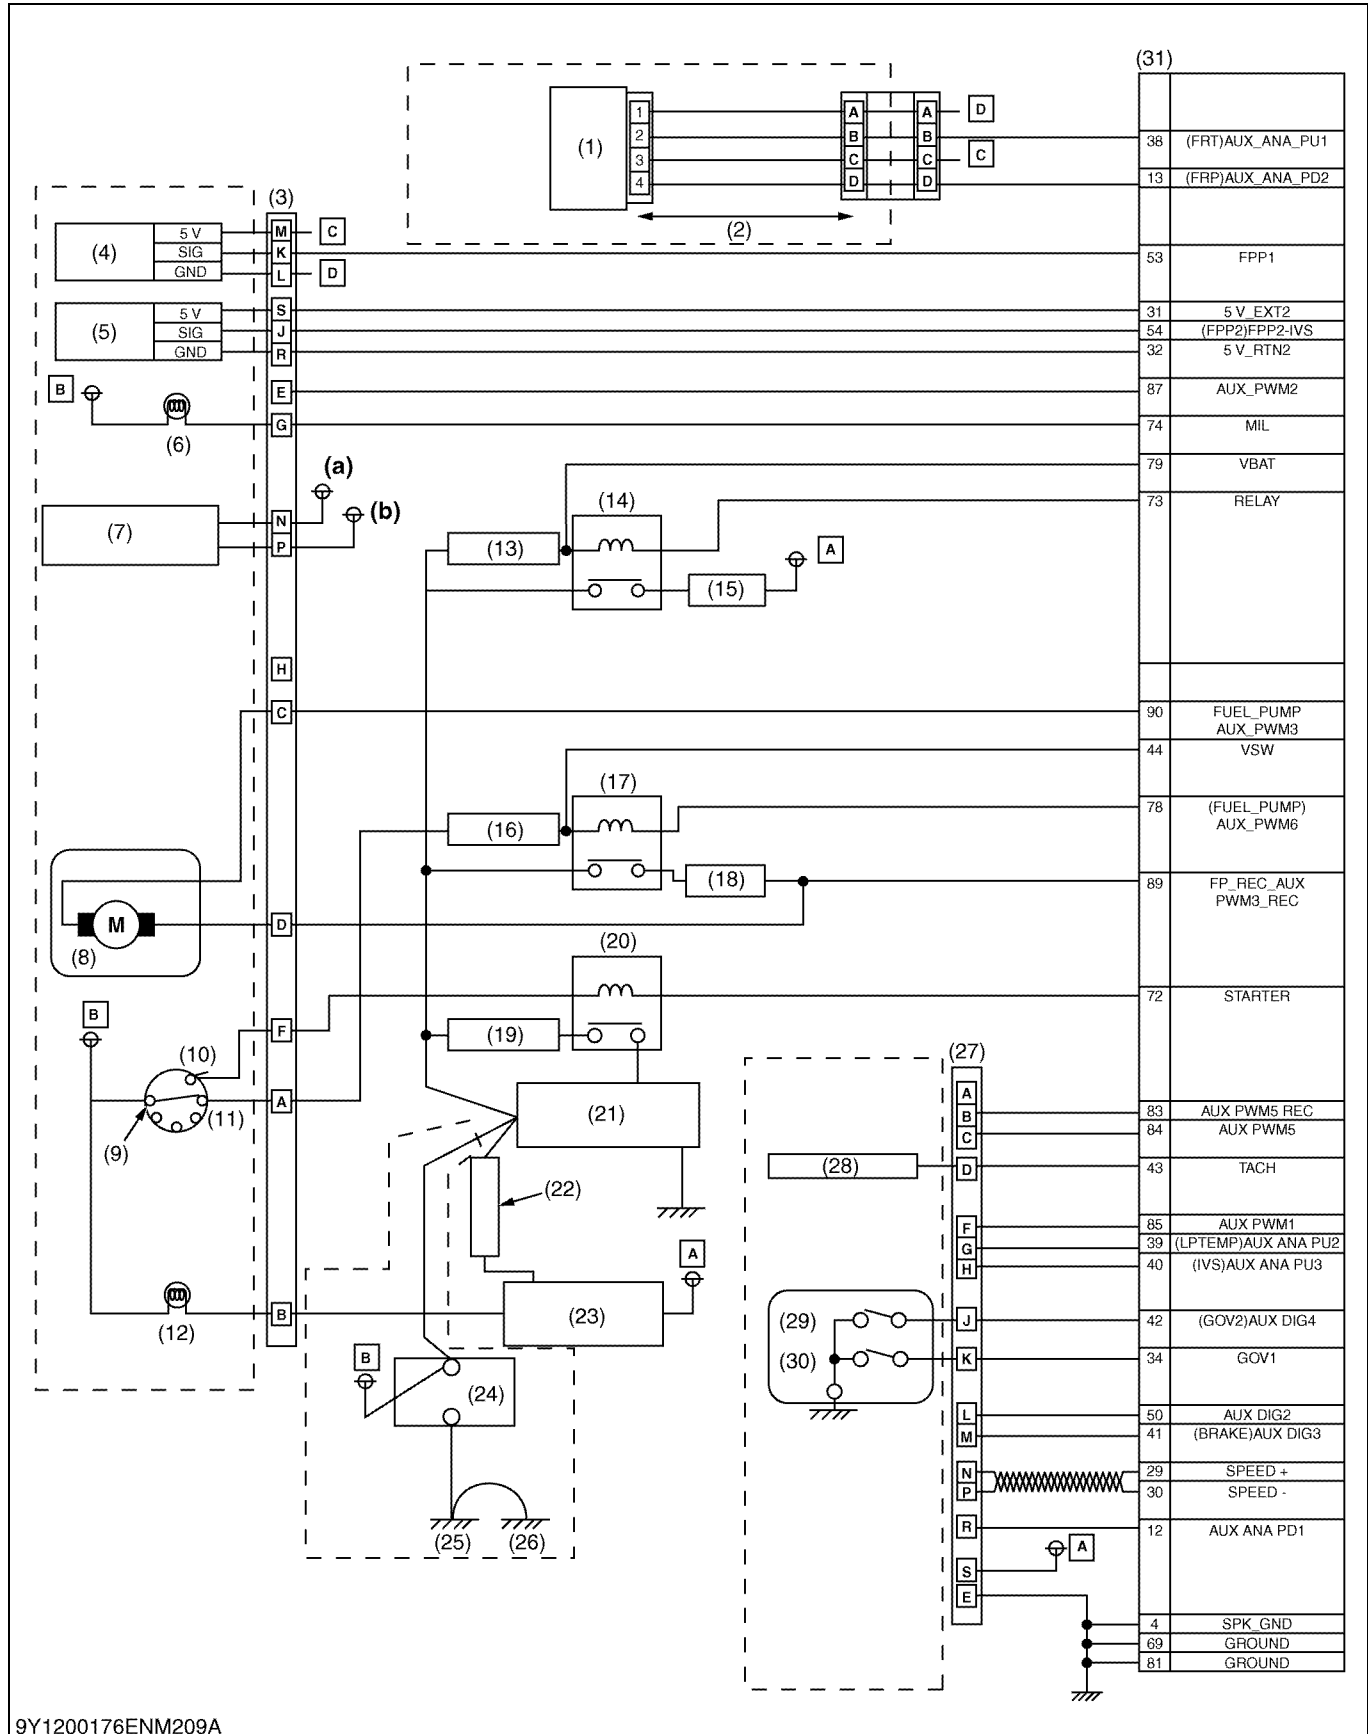 (31)
1 A A D
(1) 2 B B 38 (FRT)AUX_ANA_PU1
3 C C C
4 D D 13 (FRP)AUX_ANA_PD2
(2)
(3)
(4) 5 V M C
SIG K 53 FPP1
GND L D
(5) 5 V S 31 5 V_EXT2
SIG J 54 (FPP2)FPP2-IVS
GND R 32 5 V_RTN2
B E 87 AUX_PWM2
(6) G 74 MIL
(a) 79 VBAT
(b) (14) 73 RELAY
(7) N
P (13) A
(15)
H
C 90 FUEL_PUMP
AUX_PWM3
44 VSW
(17)
(16) 78 (FUEL_PUMP)
AUX_PWM6
(18) 89 FP_REC_AUX
PWM3_REC
M D
(8)
(20)
72 STARTER
B F (19)
(10)
(9) (11) A (21)
(27)
A
B 83 AUX PWM5 REC
C 84 AUX PWM5
(28) D 43 TACH
(22)
F 85 AUX PWM1
G 39 (LPTEMP)AUX ANA PU2
H 40 (IVS)AUX ANA PU3
A
(12) B (23)
(29) J 42 (GOV2)AUX DIG4
(30) K 34 GOV1
B (24)
L 50 AUX DIG2
M 41 (BRAKE)AUX DIG3
N 29 SPEED +
P 30 SPEED -
R 12 AUX ANA PD1
(25) (26)
A
S
E
4 SPK_GND
69 GROUND
81 GROUND
9Y1200176ENM209A